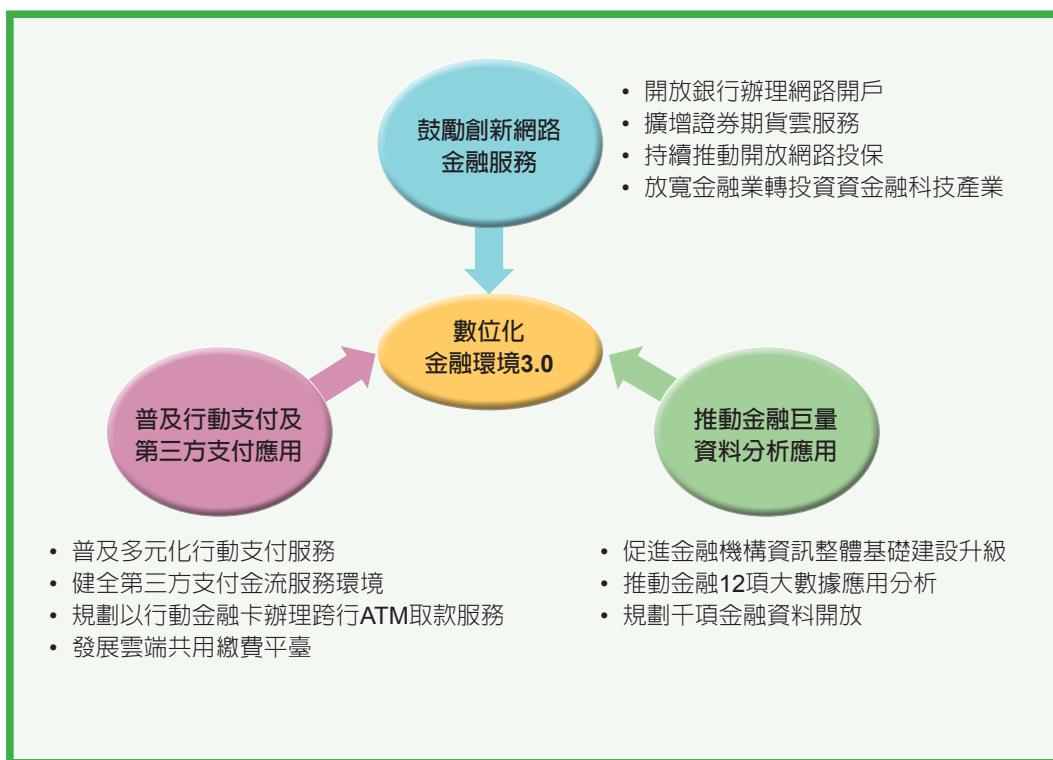 鼓勵創新網路
金融服務
• 開放銀行辦理網路開戶
• 擴增證券期貨雲服務
• 持續推動開放網路投保
• 放寬金融業轉投資資金融科技產業
數位化
金融環境3.0
普及行動支付及
第三方支付應用
• 普及多元化行動支付服務
• 健全第三方支付金流服務環境
• 規劃以行動金融卡辦理跨行ATM取款服務
• 發展雲端共用繳費平臺
推動金融巨量
資料分析應用
• 促進金融機構資訊整體基礎建設升級
• 推動金融12項大數據應用分析
• 規劃千項金融資料開放